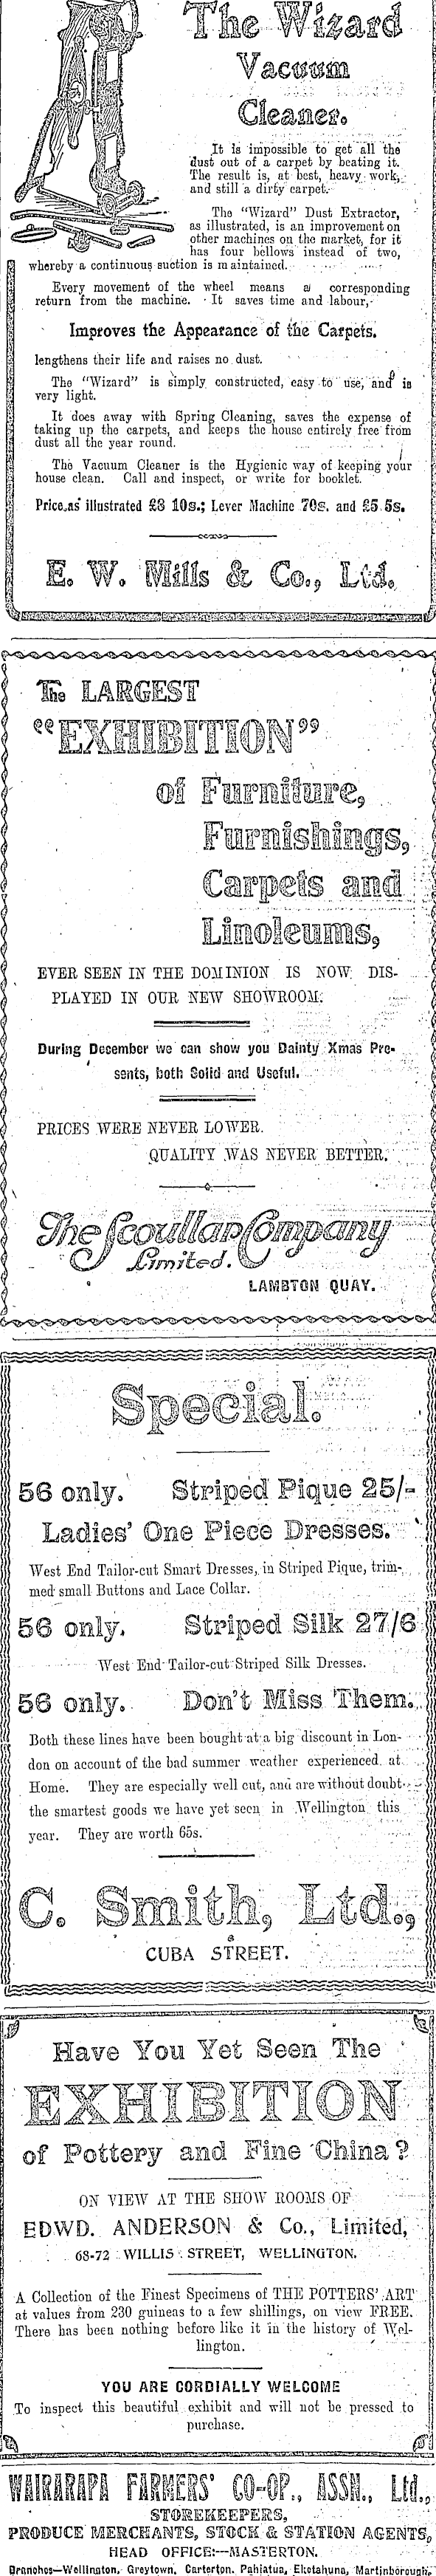 The Wizard
Vacuum
Cleaner.
It is impossible to get all the
dust out of a carpet by beating it.
The result is, at best, heavy work,
and still a dirty carpet.
The "Wizard" Dust Extractor,
as illustrated, is an improvement on
other machines on the market, for it
has four bellows instead of two,
whereby a continuous suction is maintained.
Every movement of the wheel means a corresponding
return from the machine. It saves time and labour,
Improves the Appearance of the Carpets.
lengthens their life and raises no dust.
The "Wizard" is simply constructed, easy to use, and is
very light.
It does away with Spring Cleaning, saves the expense of
taking up the carpets, and keeps the house entirely free from
dust all the year round.
The Vacuum Cleaner is the Hygienic way of keeping your
house clean. Call and inspect, or write for booklet.
Price as illustrated £3 10s.; Lever Machine 70s. and £5 5s.
E. W. Mills & Co., Ltd.
The LARGEST
"EXHIBITION"
of Furniture,
Furnishings,
Carpets and
Linoleums,
EVER SEEN IN THE DOMINION IS NOW DIS-
PLAYED IN OUR NEW SHOWROOM.
During December we can show you Dainty Xmas Pre-
sents, both Solid and Useful.
PRICES WERE NEVER LOWER.
QUALITY WAS NEVER BETTER.
The Scoullar Company
Limited.
LAMBTON QUAY.
Special.
56 only. Striped Pique 25/-
Ladies' One Piece Dresses.
West End Tailor-cut Smart Dresses, in Striped Pique, trim-
med small Buttons and Lace Collar.
56 only. Striped Silk 27/6
West End Tailor-cut Striped Silk Dresses.
56 only. Don't Miss Them.
Both these lines have been bought at a big discount in Lon-
don on account of the bad summer weather experienced at
Home. They are especially well cut, and are without doubt
the smartest goods we have yet seen in Wellington this
year. They are worth 65s.
C. Smith, Ltd.,
CUBA STREET.
Have You Yet Seen The
EXHIBITION
of Pottery and Fine China?
ON VIEW AT THE SHOW ROOMS OF
EDWD. ANDERSON & Co., Limited,
68-72 WILLIS STREET, WELLINGTON.
A Collection of the Finest Specimens of THE POTTERS' ART
at values from 230 guineas to a few shillings, on view FREE.
There has been nothing before like it in the history of Wel-
lington.
YOU ARE CORDIALLY WELCOME
To inspect this beautiful exhibit and will not be pressed to
purchase.
WAIRARAPA FARMERS' CO-OP., ASSN., Ltd.,
STOREKEEPERS,
PRODUCE MERCHANTS, STOCK & STATION AGENTS,
HEAD OFFICE:—MASTERTON.
Branches—Wellington, Greytown, Carterton, Pahiatua, Eketahuna, Martinborough,